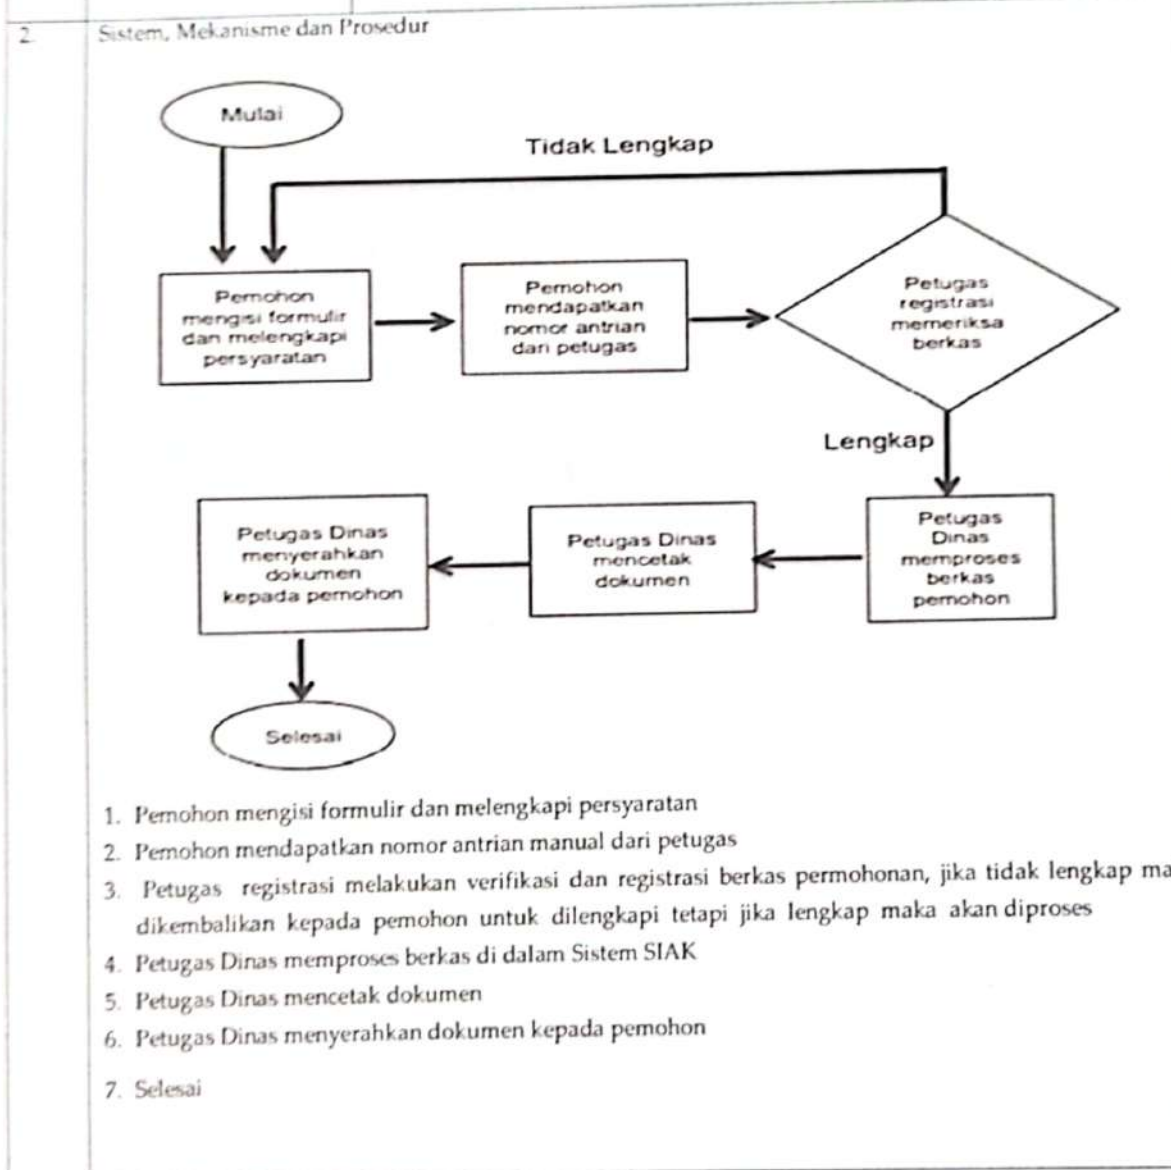 2. Sistem, Mekanisme dan Prosedur
Mulai
Tidak Lengkap
Pemohon
mengisi formulir
dan melengkapi
persyaratan
Pemohon
mendapatkan
nomor antrian
dari petugas
Petugas
registrasi
memeriksa
berkas
Lengkap
Petugas
Dinas
memproses
berkas
pemohon
Petugas Dinas
mencetak
dokumen
Petugas Dinas
menyerahkan
dokumen
kepada pemohon
Selesai
1. Pemohon mengisi formulir dan melengkapi persyaratan
2. Pemohon mendapatkan nomor antrian manual dari petugas
3. Petugas registrasi melakukan verifikasi dan registrasi berkas permohonan, jika tidak lengkap ma
dikembalikan kepada pemohon untuk dilengkapi tetapi jika lengkap maka akan diproses
4. Petugas Dinas memproses berkas di dalam Sistem SIAK
5. Petugas Dinas mencetak dokumen
6. Petugas Dinas menyerahkan dokumen kepada pemohon
7. Selesai